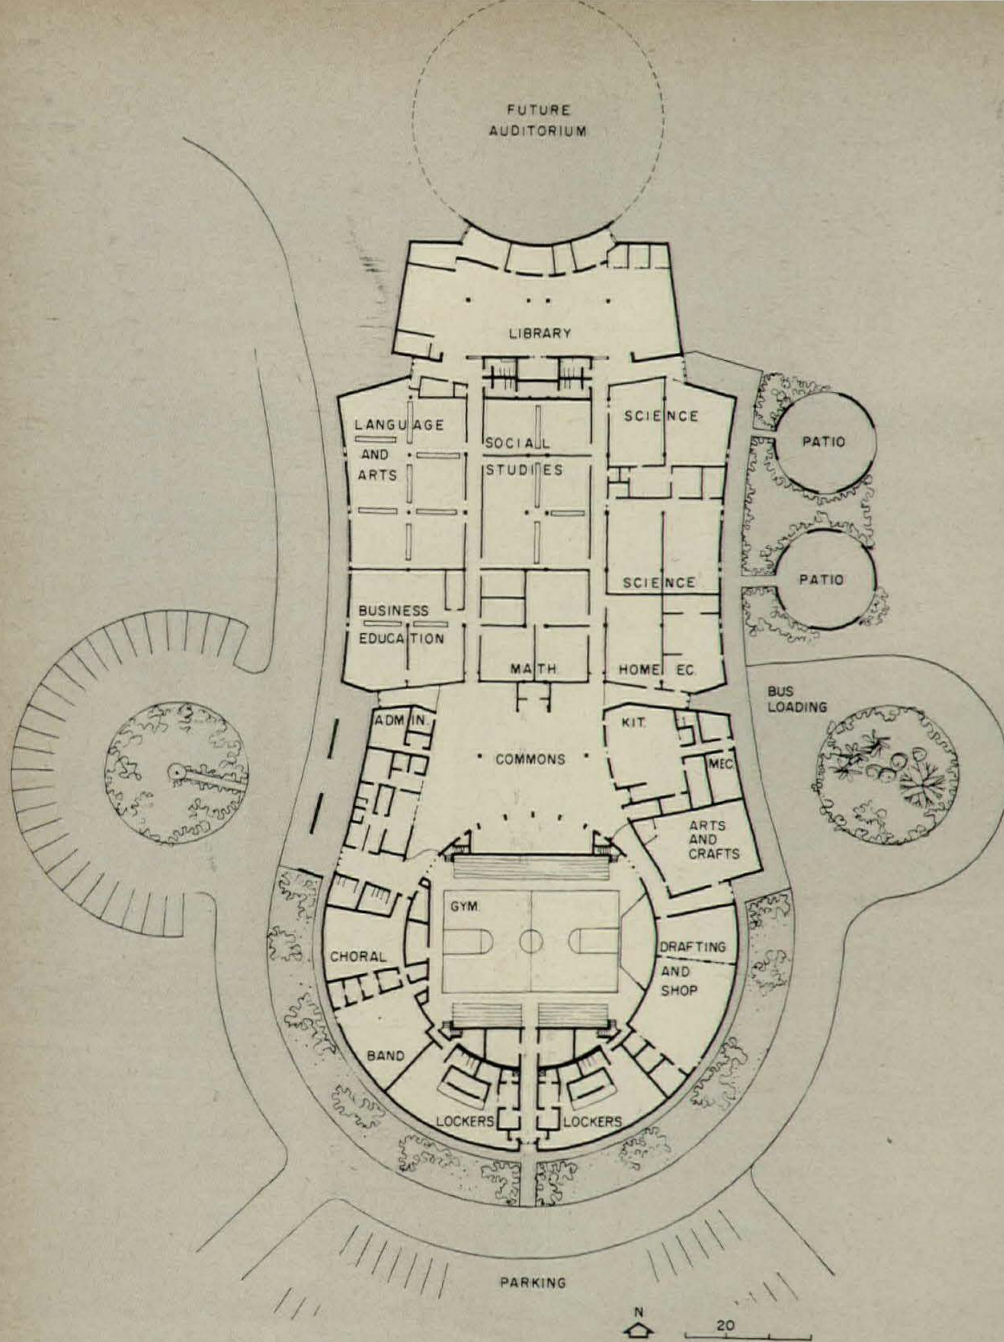 FUTURE
AUDITORIUM
LIBRARY
LANGUAGE
AND
ARTS
SOCIAL
STUDIES
SCIENCE
PATIO
SCIENCE
PATIO
BUSINESS
EDUCATION
MATH.
HOME EC.
BUS
LOADING
ADMIN.
KIT.
COMMONS
MEC.
ARTS
AND
CRAFTS
GYM.
CHORAL
DRAFTING
AND
SHOP
BAND
LOCKERS
LOCKERS
PARKING
N
20